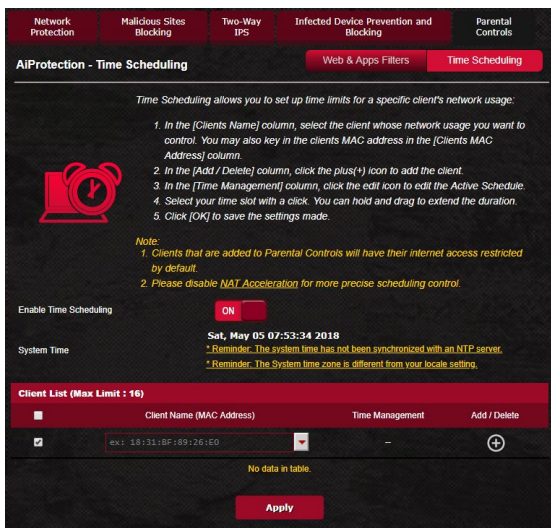 Network Protection
Malicious Sites Blocking
Two-Way IPS
Infected Device Prevention and Blocking
Parental Controls
AiProtection - Time Scheduling
Web & Apps Filters
Time Scheduling
Time Scheduling allows you to set up time limits for a specific client's network usage:
1. In the [Clients Name] column, select the client whose network usage you want to
control. You may also key in the clients MAC address in the [Clients MAC
Address] column.
2. In the [Add / Delete] column, click the plus(+) icon to add the client.
3. In the [Time Management] column, click the edit icon to edit the Active Schedule.
4. Select your time slot with a click. You can hold and drag to extend the duration.
5. Click [OK] to save the settings made.
Note:
1. Clients that are added to Parental Controls will have their internet access restricted
by default.
2. Please disable NAT Acceleration for more precise scheduling control.
Enable Time Scheduling
ON
System Time
Sat, May 05 07:53:34 2018
* Reminder: The system time has not been synchronized with an NTP server.
* Reminder: The System time zone is different from your locale setting.
Client List (Max Limit : 16)
Client Name (MAC Address)
Time Management
Add / Delete
ex: 18:31:BF:89:26:E0
–
No data in table.
Apply